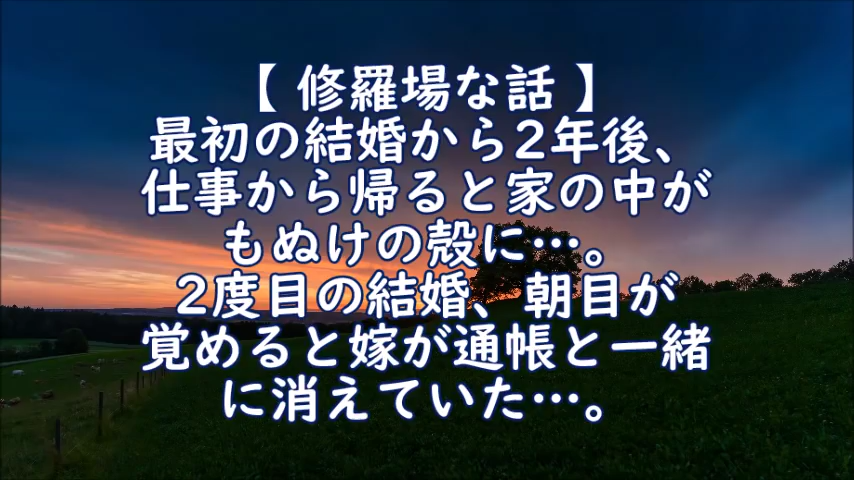 【 修羅場な話 】
最初の結婚から2年後、
仕事から帰ると家の中が
もぬけの殻に…。
2度目の結婚、朝目が
覚めると嫁が通帳と一緒
に消えていた…。